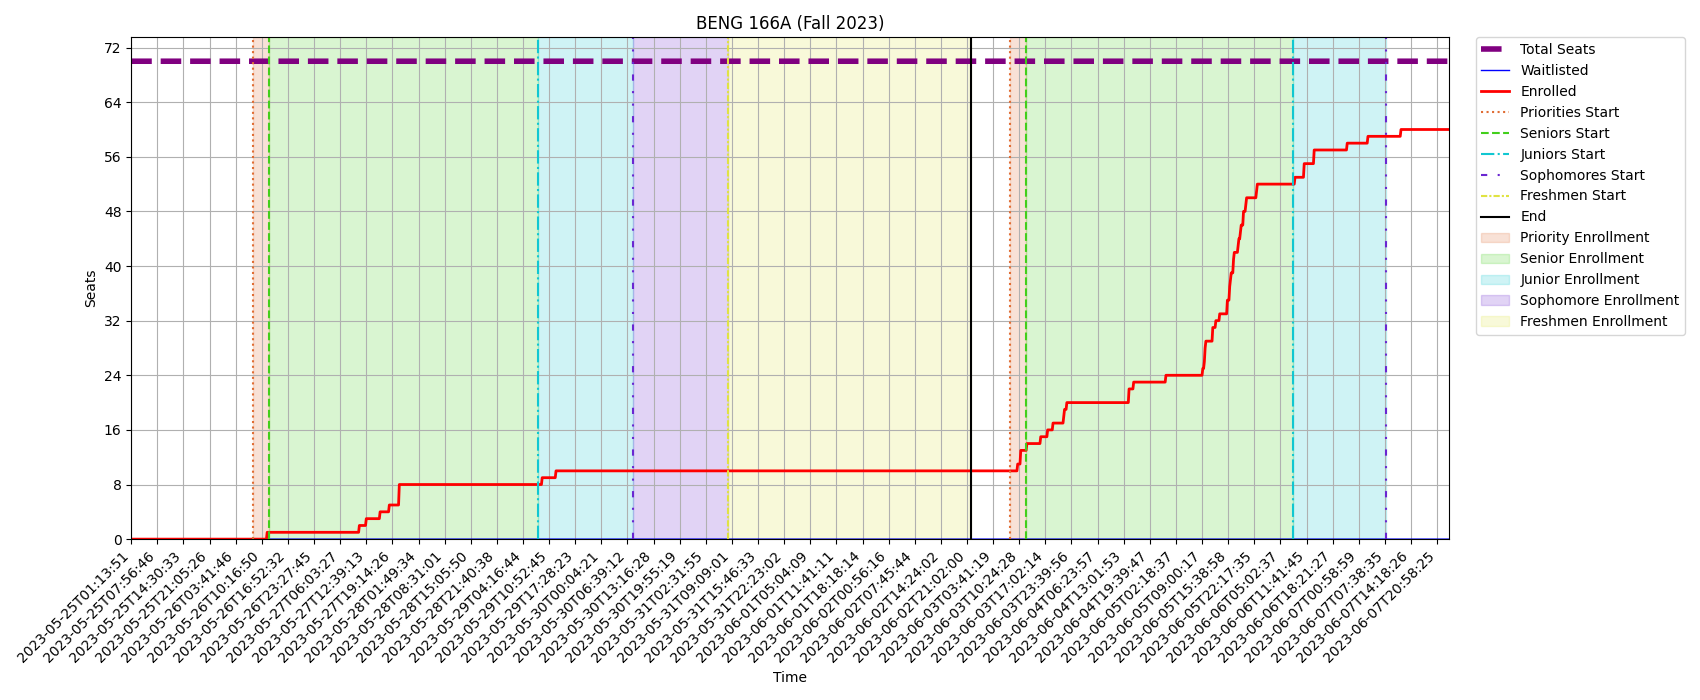 BENG 166A (Fall 2023)
72
64
56
48
40
32
24
16
8
0
Seats
2023-05-25T01:13:51
2023-05-25T07:56:46
2023-05-25T14:30:33
2023-05-25T21:05:26
2023-05-26T03:41:46
2023-05-26T10:16:50
2023-05-26T16:52:32
2023-05-26T23:27:45
2023-05-27T06:03:27
2023-05-27T12:39:13
2023-05-27T19:14:26
2023-05-28T01:49:34
2023-05-28T08:31:01
2023-05-28T15:05:50
2023-05-28T21:40:38
2023-05-29T04:16:44
2023-05-29T10:52:45
2023-05-29T17:28:23
2023-05-30T00:04:21
2023-05-30T06:39:12
2023-05-30T13:16:28
2023-05-30T19:55:19
2023-05-31T02:31:55
2023-05-31T09:09:01
2023-05-31T15:46:33
2023-05-31T22:23:02
2023-06-01T05:04:09
2023-06-01T11:41:11
2023-06-01T18:18:14
2023-06-02T00:56:16
2023-06-02T07:45:44
2023-06-02T14:24:02
2023-06-02T21:02:00
2023-06-03T03:41:19
2023-06-03T10:24:28
2023-06-03T17:02:14
2023-06-03T23:39:56
2023-06-04T06:23:57
2023-06-04T13:01:53
2023-06-04T19:39:47
2023-06-05T02:18:37
2023-06-05T09:00:17
2023-06-05T15:38:58
2023-06-05T22:17:35
2023-06-06T05:02:37
2023-06-06T11:41:45
2023-06-06T18:21:27
2023-06-07T00:58:59
2023-06-07T07:38:35
2023-06-07T14:18:26
2023-06-07T20:58:25
Time
Total Seats
Waitlisted
Enrolled
Priorities Start
Seniors Start
Juniors Start
Sophomores Start
Freshmen Start
End
Priority Enrollment
Senior Enrollment
Junior Enrollment
Sophomore Enrollment
Freshmen Enrollment